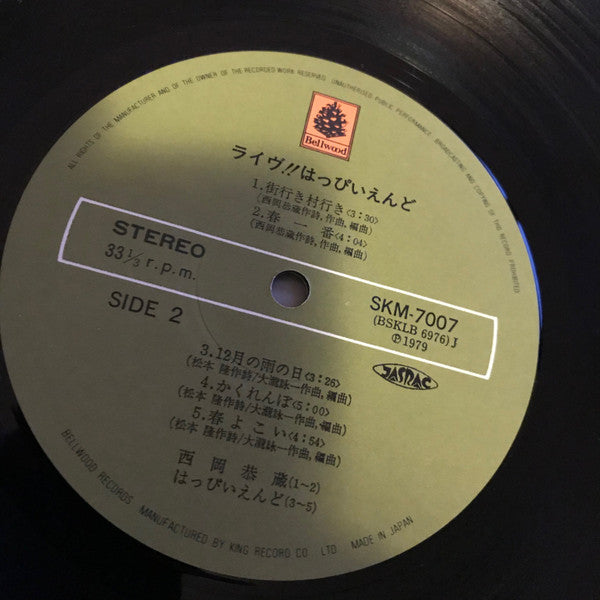 Bellwood
ライヴ!!はっぴいえんど
1.街行き村行き<3:30>
(西岡恭蔵作詩,作曲,編曲)
2.春一番<4:04>
(西岡恭蔵作詩,作曲,編曲)
STEREO
33 1/3 r.p.m.
SIDE 2
SKM-7007
(BSKLB 6976) J
Ⓟ1979
JASRAC
3.12月の雨の日<3:26>
(松本 隆作詩/大瀧詠一作曲,編曲)
4.かくれんぼ<5:00>
(松本 隆作詩/大瀧詠一作曲,編曲)
5.春よこい<4:54>
(松本 隆作詩/大瀧詠一作曲,編曲)
西岡恭蔵(1~2)
はっぴいえんど(3~5)
ALL RIGHTS OF THE MANUFACTURER AND OF THE OWNER OF THE RECORDED WORK RESERVED. UNAUTHORISED PUBLIC PERFORMANCE, BROADCASTING AND COPYING OF THIS RECORD PROHIBITED
BELLWOOD RECORDS MANUFACTURED BY KING RECORD CO., LTD. MADE IN JAPAN